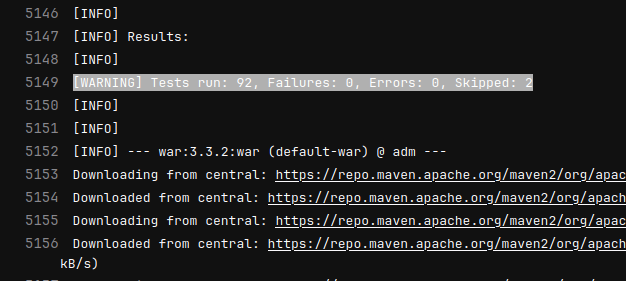 5146 [INFO]
5147 [INFO] Results:
5148 [INFO]
5149 [WARNING] Tests run: 92, Failures: 0, Errors: 0, Skipped: 2
5150 [INFO]
5151 [INFO]
5152 [INFO] --- war:3.3.2:war (default-war) @ adm ---
5153 Downloading from central: https://repo.maven.apache.org/maven2/org/apac
5154 Downloaded from central: https://repo.maven.apache.org/maven2/org/apach
5155 Downloading from central: https://repo.maven.apache.org/maven2/org/apac
5156 Downloaded from central: https://repo.maven.apache.org/maven2/org/apach
kB/s)